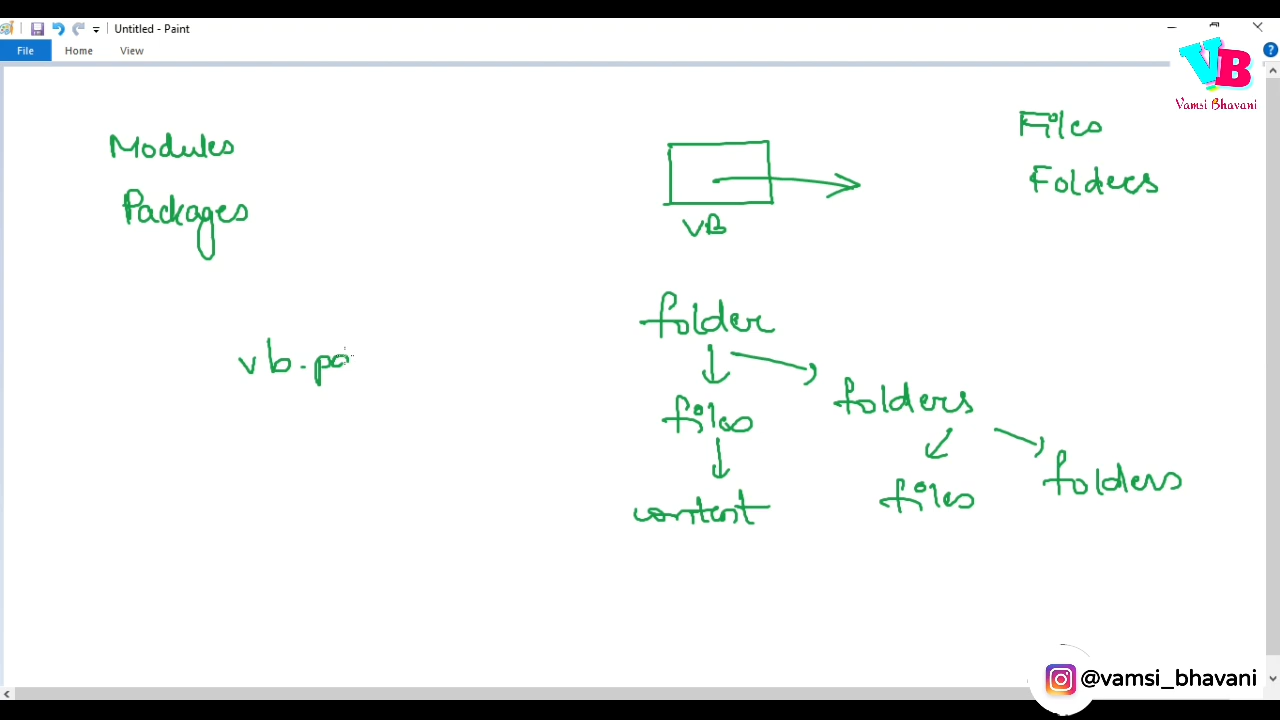 Untitled - Paint
File Home View
VB
Vamsi Bhavani
Modules
Packages
VB
Files
Folders
folder
files
content
folders
files
folders
vb.po
@vamsi_bhavani